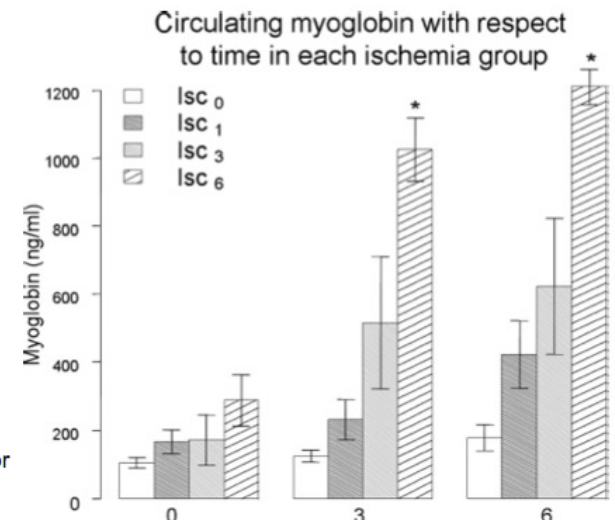 Circulating myoglobin with respect
to time in each ischemia group
Isc 0
Isc 1
Isc 3
Isc 6
Myoglobin (ng/ml)
1200
1000
800
600
400
200
0
*
*
or
0 3 6